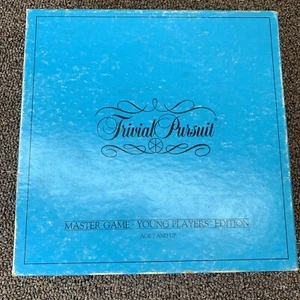 Trivial Pursuit
MASTER GAME - YOUNG PLAYERS' EDITION
AGE 7 AND UP